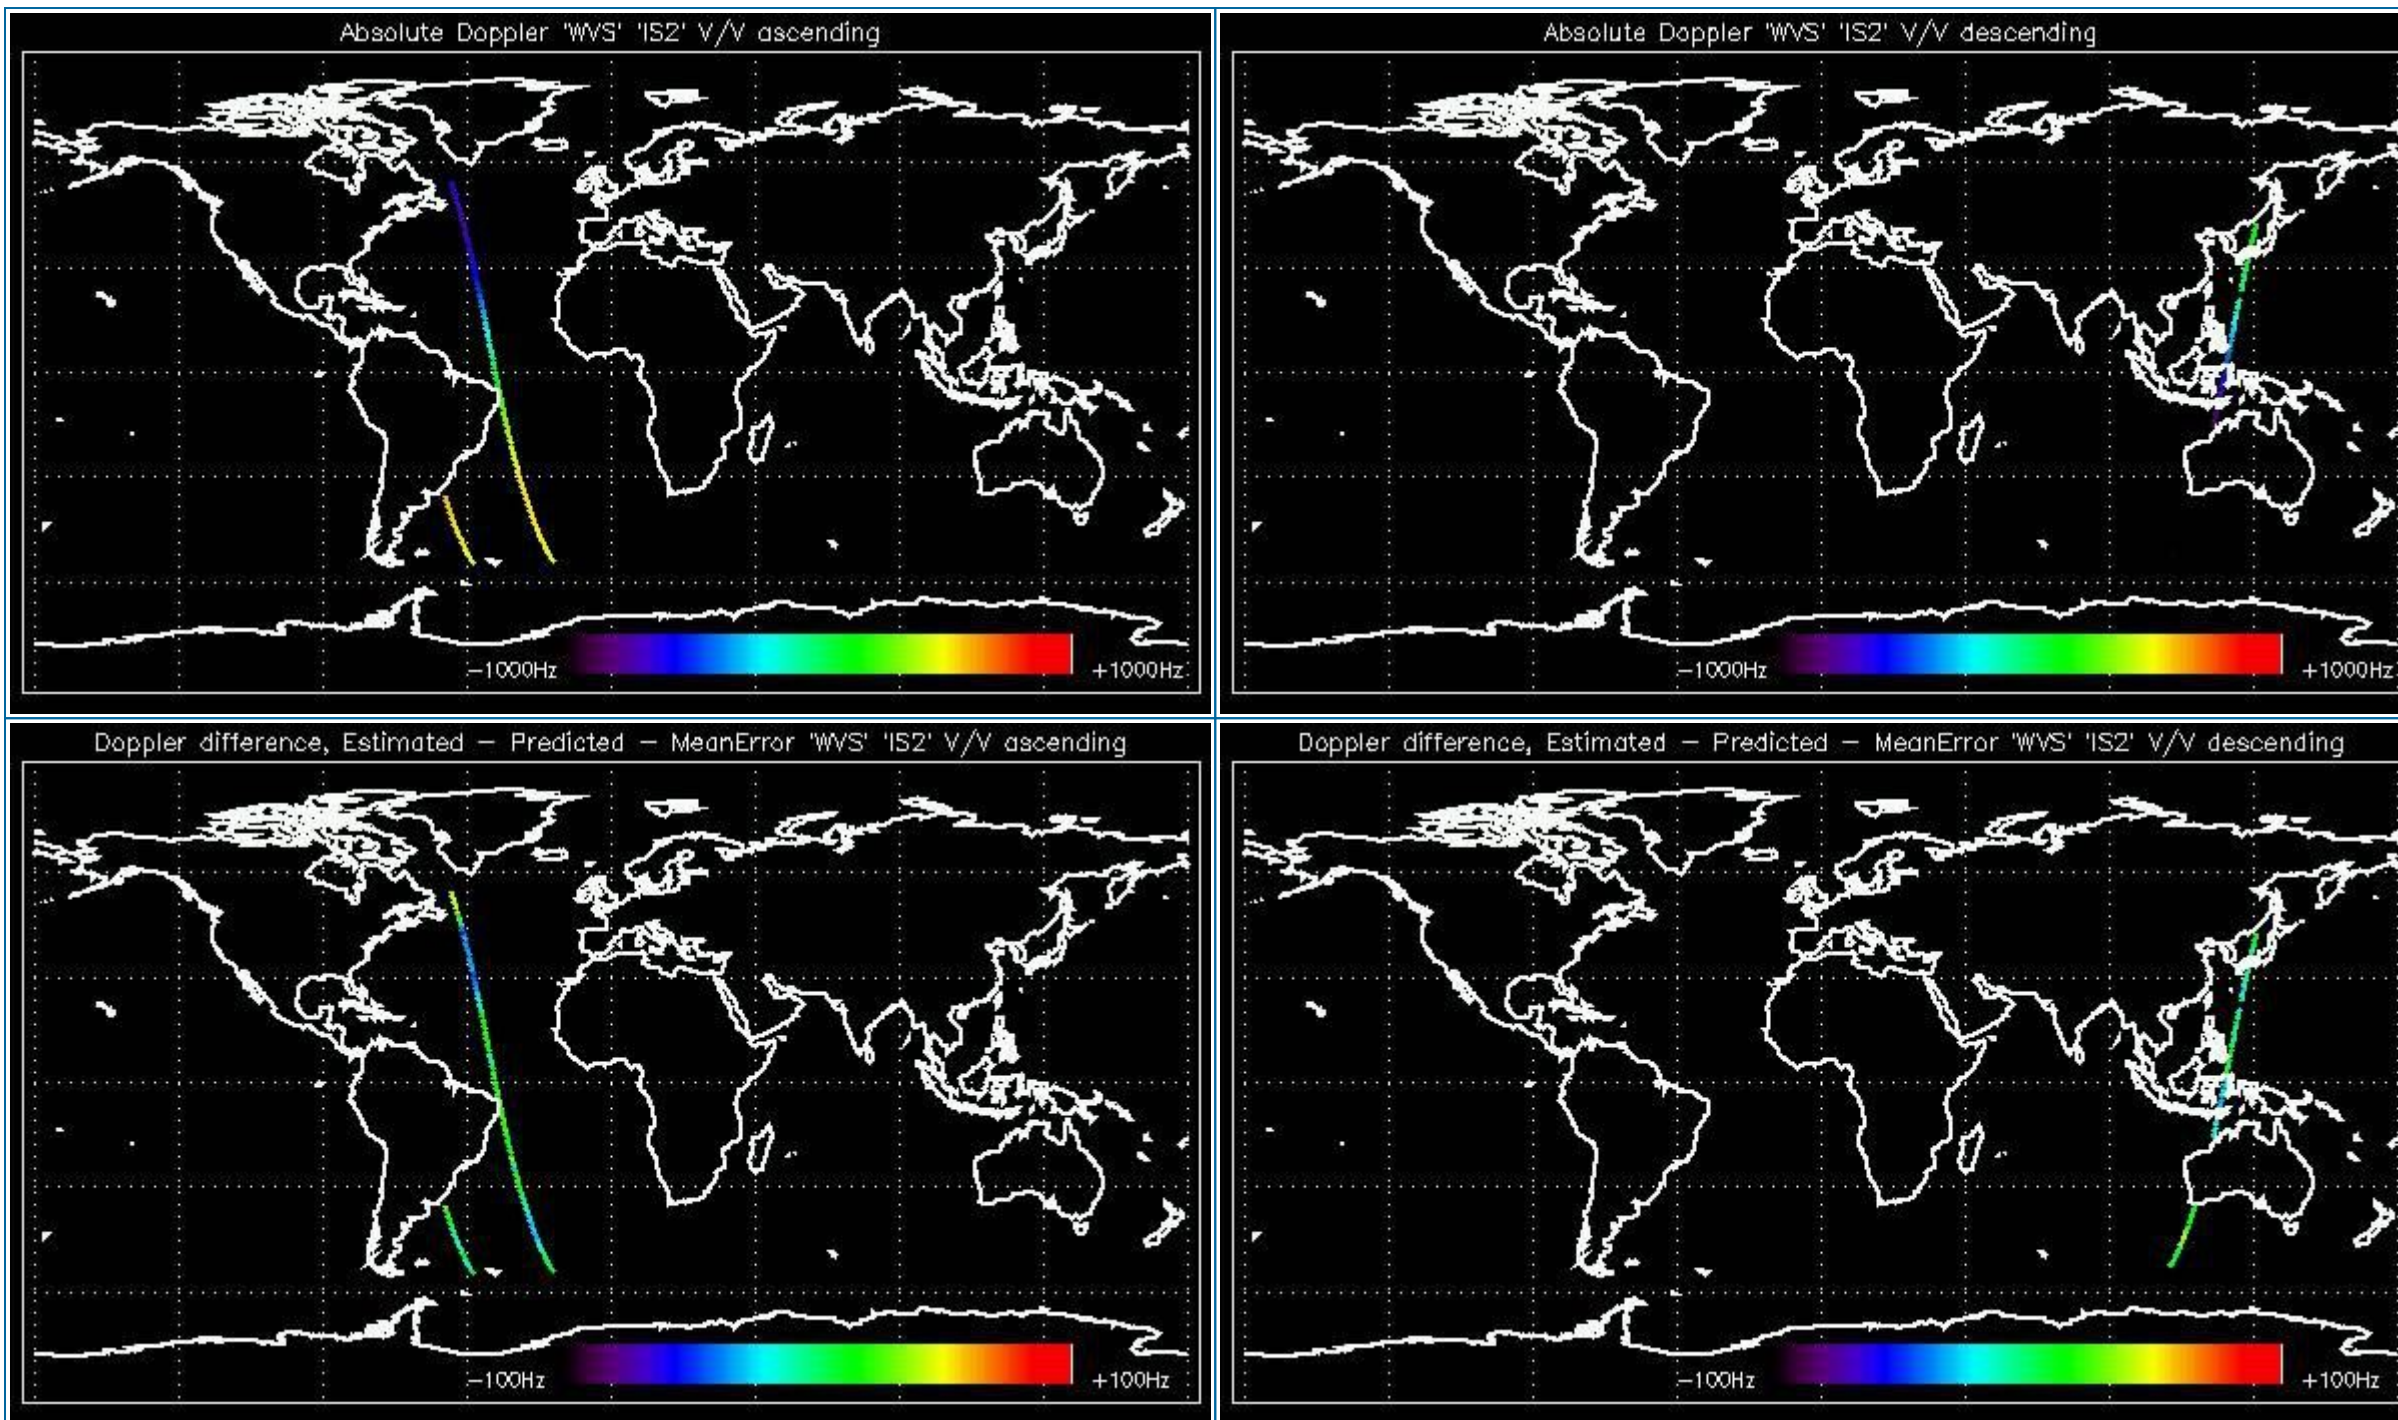 Absolute Doppler 'WVS' 'IS2' V/V ascending
-1000Hz
+1000Hz
Absolute Doppler 'WVS' 'IS2' V/V descending
-1000Hz
+1000Hz
Doppler difference, Estimated - Predicted - MeanError 'WVS' 'IS2' V/V ascending
-100Hz
+100Hz
Doppler difference, Estimated - Predicted - MeanError 'WVS' 'IS2' V/V descending
-100Hz
+100Hz